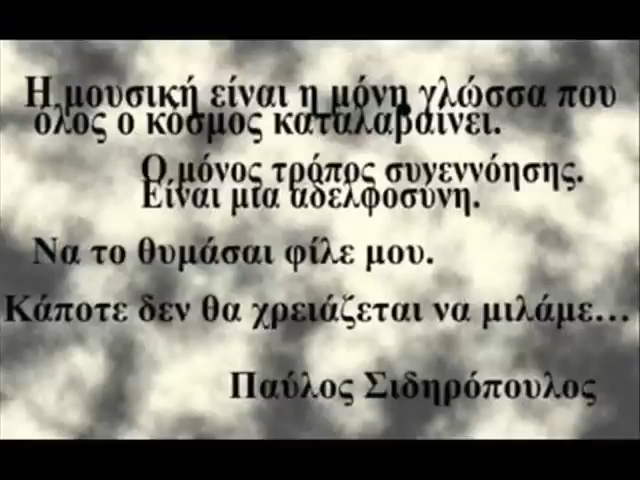 Η μουσική είναι η μόνη γλώσσα που
όλος ο κόσμος καταλαβαίνει.
Ο μόνος τρόπος συνεννόησης.
Είναι μια αδελφοσύνη.
Να το θυμάσαι φίλε μου.
Κάποτε δεν θα χρειάζεται να μιλάμε...
Παύλος Σιδηρόπουλος